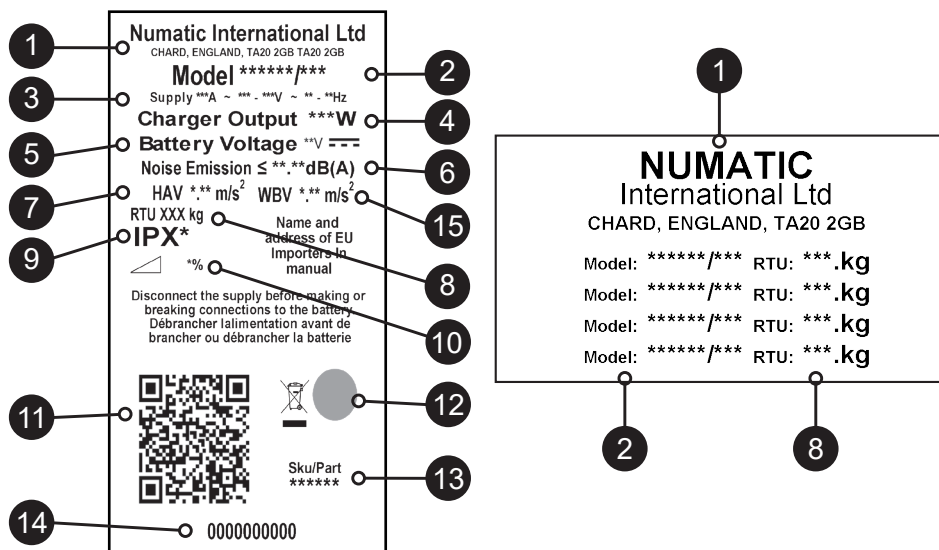 Numatic International Ltd
CHARD, ENGLAND, TA20 2GB TA20 2GB
Model ******/***
Supply ***A ~ *** - ***V ~ ** - **Hz
Charger Output ***W
Battery Voltage **V
Noise Emission ≤ **.**dB(A)
HAV *.** m/s² WBV *.** m/s²
RTU XXX kg
IPX*
Name and
address of EU
Importers In
manual
*%
Disconnect the supply before making or
breaking connections to the battery
Débrancher lalimentation avant de
brancher ou débrancher la batterie
Sku/Part
******
0000000000
1
2
3
4
5
6
7
15
9
8
10
11
12
13
14
1
NUMATIC
International Ltd
CHARD, ENGLAND, TA20 2GB
Model: ******/*** RTU: ***.kg
Model: ******/*** RTU: ***.kg
Model: ******/*** RTU: ***.kg
Model: ******/*** RTU: ***.kg
2
8